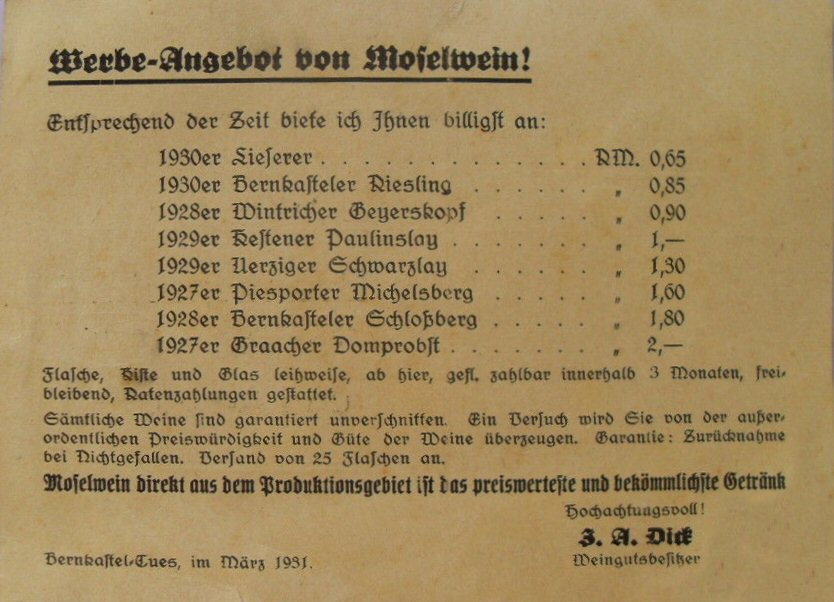 Werbe-Angebot von Moselwein!
Entsprechend der Zeit biete ich Ihnen billigst an:
1930er Lieserer . . . . . . . . . . . . . . . RM. 0,65
1930er Bernkasteler Riesling . . . . . . „ 0,85
1928er Wintricher Geyerskopf . . . . . „ 0,90
1929er Kestener Paulinslay . . . . . . . „ 1,—
1929er Uerziger Schwarzlay . . . . . . „ 1,30
1927er Piesporter Michelsberg . . . . . „ 1,60
1928er Bernkasteler Schloßberg . . . . . „ 1,80
1927er Graacher Domprobst . . . . . . . „ 2,—
Flasche, Kiste und Glas leihweise, ab hier, gefl. zahlbar innerhalb 3 Monaten, frei-
bleibend, Ratenzahlungen gestattet.
Sämtliche Weine sind garantiert unverschnitten. Ein Versuch wird Sie von der außer-
ordentlichen Preiswürdigkeit und Güte der Weine überzeugen. Garantie: Zurücknahme
bei Nichtgefallen. Versand von 25 Flaschen an.
Moselwein direkt aus dem Produktionsgebiet ist das preiswerteste und bekömmlichste Getränk
Hochachtungsvoll!
J. A. Dick
Weingutsbesitzer
Bernkastel-Cues, im März 1931.